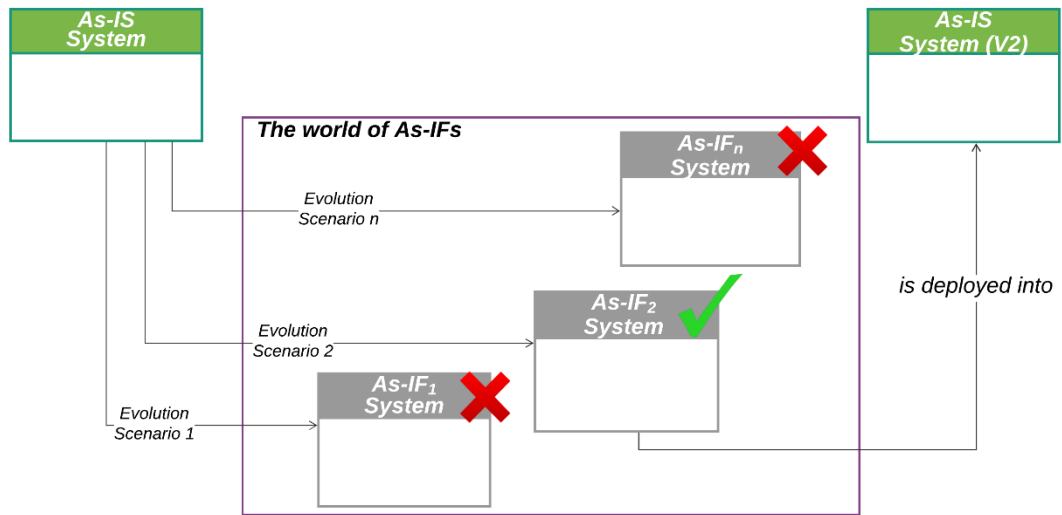 As-IS
System
As-IS
System (V2)
The world of As-IFs
As-IFₙ
System
Evolution
Scenario n
is deployed into
As-IF₂
System
Evolution
Scenario 2
As-IF₁
System
Evolution
Scenario 1